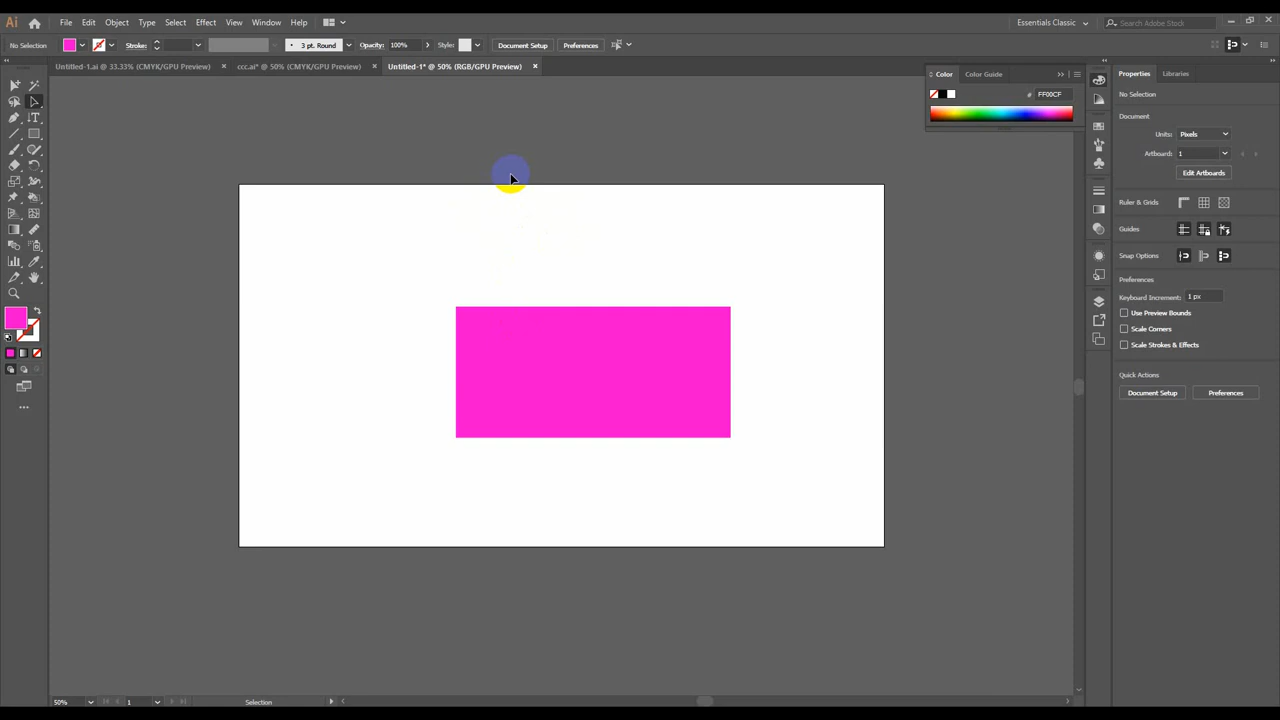 Ai File Edit Object Type Select Effect View Window Help Essentials Classic Search Adobe Stock
No Selection Stroke: 3 pt. Round Opacity: 100% Style: Document Setup Preferences
Untitled-1.ai @ 33.33% (CMYK/GPU Preview) × ccc.ai* @ 50% (CMYK/GPU Preview) × Untitled-1* @ 50% (RGB/GPU Preview) ×
Color Color Guide
# FF00CF
Properties Libraries
No Selection
Document
Units: Pixels
Artboard: 1
Edit Artboards
Ruler & Grids
Guides
Snap Options
Preferences
Keyboard Increment: 1 px
Use Preview Bounds
Scale Corners
Scale Strokes & Effects
Quick Actions
Document Setup Preferences
50% 1 Selection